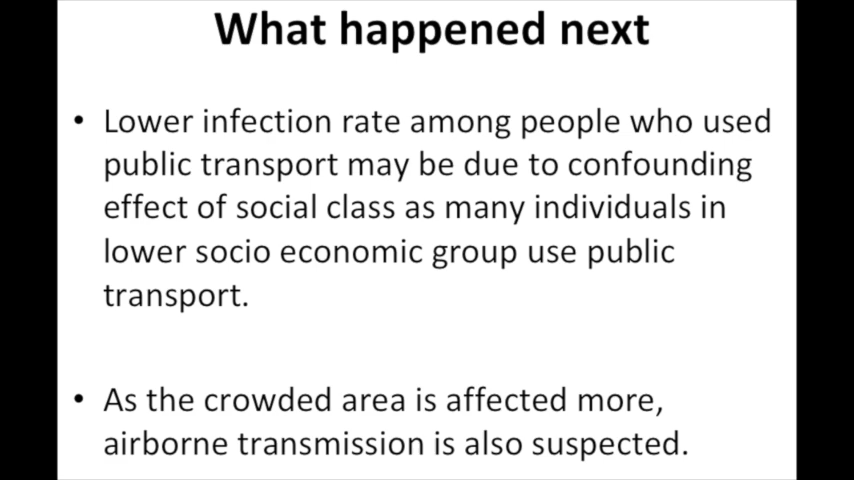 What happened next
• Lower infection rate among people who used
public transport may be due to confounding
effect of social class as many individuals in
lower socio economic group use public
transport.
• As the crowded area is affected more,
airborne transmission is also suspected.